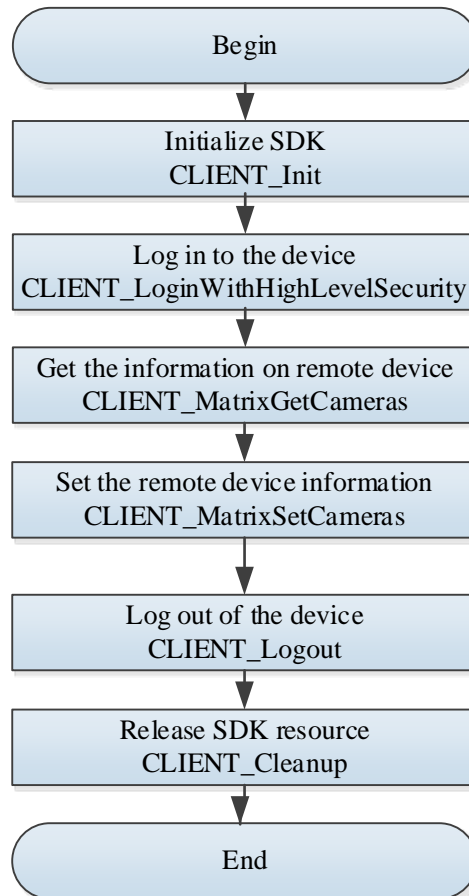 Begin
Initialize SDK
CLIENT_Init
Log in to the device
CLIENT_LoginWithHighLevelSecurity
Get the information on remote device
CLIENT_MatrixGetCameras
Set the remote device information
CLIENT_MatrixSetCameras
Log out of the device
CLIENT_Logout
Release SDK resource
CLIENT_Cleanup
End